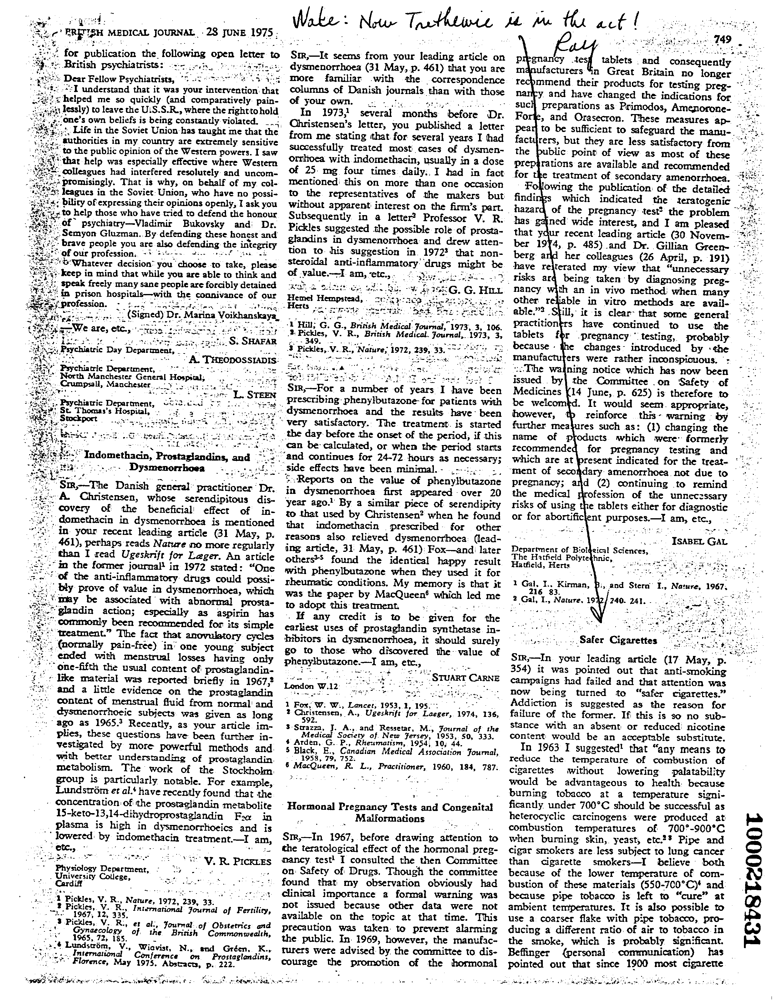 Wake: Now Trethewie is in the act!
Ray
BRITISH MEDICAL JOURNAL 28 JUNE 1975
749
for publication the following open letter to
British psychiatrists:
Dear Fellow Psychiatrists,
I understand that it was your intervention that
helped me so quickly (and comparatively pain-
lessly) to leave the U.S.S.R., where the right to hold
one's own beliefs is being constantly violated.
Life in the Soviet Union has taught me that the
authorities in my country are extremely sensitive
to the public opinion of the Western powers. I saw
that help was especially effective where Western
colleagues had interfered resolutely and uncom-
promisingly. That is why, on behalf of my col-
leagues in the Soviet Union, who have no possi-
bility of expressing their opinions openly, I ask you
to help those who have tried to defend the honour
of psychiatry—Vladimir Bukovsky and Dr.
Semyon Gluzman. By defending these honest and
brave people you are also defending the integrity
of our profession.
Whatever decision you choose to take, please
keep in mind that while you are able to think and
speak freely many sane people are forcibly detained
in prison hospitals—with the connivance of our
profession.
(Signed) Dr. Marina Voikhanskaya
—We are, etc.,
S. SHAFAR
Psychiatric Day Department,
A. THEODOSSIADIS
Psychiatric Department,
North Manchester General Hospital,
Crumpsall, Manchester
L. STEEN
Psychiatric Department,
St. Thomas's Hospital,
Stockport
Indomethacin, Prostaglandins, and
Dysmenorrhoea
SIR,—The Danish general practitioner Dr.
A. Christensen, whose serendipitous dis-
covery of the beneficial effect of in-
domethacin in dysmenorrhoea is mentioned
in your recent leading article (31 May, p.
461), perhaps reads Nature no more regularly
than I read Ugeskrift for Læger. An article
in the former journal¹ in 1972 stated: "One
of the anti-inflammatory drugs could possi-
bly prove of value in dysmenorrhoea, which
may be associated with abnormal prosta-
glandin action; especially as aspirin has
commonly been recommended for its simple
treatment." The fact that anovulatory cycles
(normally pain-free) in one young subject
ended with menstrual losses having only
one-fifth the usual content of prostaglandin-
like material was reported briefly in 1967,²
and a little evidence on the prostaglandin
content of menstrual fluid from normal and
dysmenorrhoeic subjects was given as long
ago as 1965.³ Recently, as your article im-
plies, these questions have been further in-
vestigated by more powerful methods and
with better understanding of prostaglandin
metabolism. The work of the Stockholm
group is particularly notable. For example,
Lundström et al.⁴ have recently found that the
concentration of the prostaglandin metabolite
15-keto-13,14-dihydroprostaglandin F2α in
plasma is high in dysmenorrhoeics and is
lowered by indomethacin treatment.—I am,
etc.,
V. R. PICKLES
Physiology Department,
University College,
Cardiff
¹ Pickles, V. R., Nature, 1972, 239, 33.
² Pickles, V. R., International Journal of Fertility,
1967, 12, 335.
³ Pickles, V. R., et al., Journal of Obstetrics and
Gynaecology of the British Commonwealth,
1965, 72, 185.
⁴ Lundström, V., Wiqvist, N., and Gréen, K.,
International Conference on Prostaglandins,
Florence, May 1975. Abstracts, p. 222.
SIR,—It seems from your leading article on
dysmenorrhoea (31 May, p. 461) that you are
more familiar with the correspondence
columns of Danish journals than with those
of your own.
In 1973,¹ several months before Dr.
Christensen's letter, you published a letter
from me stating that for several years I had
successfully treated most cases of dysmen-
orrhoea with indomethacin, usually in a dose
of 25 mg four times daily. I had in fact
mentioned this on more than one occasion
to the representatives of the makers but
without apparent interest on the firm's part.
Subsequently in a letter² Professor V. R.
Pickles suggested the possible role of prosta-
glandins in dysmenorrhoea and drew atten-
tion to his suggestion in 1972³ that non-
steroidal anti-inflammatory drugs might be
of value.—I am, etc.,
G. G. HILL
Hemel Hempstead,
Herts
¹ Hill, G. G., British Medical Journal, 1973, 3, 106.
² Pickles, V. R., British Medical Journal, 1973, 3,
349.
³ Pickles, V. R., Nature, 1972, 239, 33.
SIR,—For a number of years I have been
prescribing phenylbutazone for patients with
dysmenorrhoea and the results have been
very satisfactory. The treatment is started
the day before the onset of the period, if this
can be calculated, or when the period starts
and continues for 24-72 hours as necessary;
side effects have been minimal.
Reports on the value of phenylbutazone
in dysmenorrhoea first appeared over 20
year ago.¹ By a similar piece of serendipity
to that used by Christensen² when he found
that indomethacin prescribed for other
reasons also relieved dysmenorrhoea (lead-
ing article, 31 May, p. 461) Fox—and later
others³⁻⁵ found the identical happy result
with phenylbutazone when they used it for
rheumatic conditions. My memory is that it
was the paper by MacQueen⁶ which led me
to adopt this treatment.
If any credit is to be given for the
earliest uses of prostaglandin synthetase in-
hibitors in dysmenorrhoea, it should surely
go to those who discovered the value of
phenylbutazone.—I am, etc.,
STUART CARNE
London W.12
¹ Fox, W. W., Lancet, 1953, 1, 195.
² Christensen, A., Ugeskrift for Laeger, 1974, 136,
592.
³ Strazza, J. A., and Ressetar, M., Journal of the
Medical Society of New Jersey, 1953, 50, 333.
⁴ Arden, G. P., Rheumatism, 1954, 10, 44.
⁵ Black, E., Canadian Medical Association Journal,
1958, 79, 752.
⁶ MacQueen, R. L., Practitioner, 1960, 184, 787.
Hormonal Pregnancy Tests and Congenital
Malformations
SIR,—In 1967, before drawing attention to
the teratological effect of the hormonal preg-
nancy test¹ I consulted the then Committee
on Safety of Drugs. Though the committee
found that my observation obviously had
clinical importance a formal warning was
not issued because other data were not
available on the topic at that time. This
precaution was taken to prevent alarming
the public. In 1969, however, the manufac-
turers were advised by the committee to dis-
courage the promotion of the hormonal
pregnancy test tablets and consequently
manufacturers in Great Britain no longer
recommend their products for testing preg-
nancy and have changed the indications for
such preparations as Primodos, Amenorone-
Forte, and Orasecron. These measures ap-
pear to be sufficient to safeguard the manu-
facturers, but they are less satisfactory from
the public point of view as most of these
preparations are available and recommended
for the treatment of secondary amenorrhoea.
Following the publication of the detailed
findings which indicated the teratogenic
hazard of the pregnancy test² the problem
has gained wide interest, and I am pleased
that your recent leading article (30 Novem-
ber 1974, p. 485) and Dr. Gillian Green-
berg and her colleagues (26 April, p. 191)
have reiterated my view that "unnecessary
risks are being taken by diagnosing preg-
nancy with an in vivo method when many
other reliable in vitro methods are avail-
able."² Still, it is clear that some general
practitioners have continued to use the
tablets for pregnancy testing, probably
because the changes introduced by the
manufacturers were rather inconspicuous.
The warning notice which has now been
issued by the Committee on Safety of
Medicines (14 June, p. 625) is therefore to
be welcomed. It would seem appropriate,
however, to reinforce this warning by
further measures such as: (1) changing the
name of products which were formerly
recommended for pregnancy testing and
which are at present indicated for the treat-
ment of secondary amenorrhoea not due to
pregnancy; and (2) continuing to remind
the medical profession of the unnecessary
risks of using the tablets either for diagnostic
or for abortificient purposes.—I am, etc.,
ISABEL GAL
Department of Biological Sciences,
The Hatfield Polytechnic,
Hatfield, Herts
¹ Gal, I., Kirman, B., and Stern I., Nature, 1967,
216 83.
² Gal, I., Nature, 1972, 240, 241.
Safer Cigarettes
SIR,—In your leading article (17 May, p.
354) it was pointed out that anti-smoking
campaigns had failed and that attention was
now being turned to "safer cigarettes."
Addiction is suggested as the reason for
failure of the former. If this is so no sub-
stance with an absent or reduced nicotine
content would be an acceptable substitute.
In 1963 I suggested¹ that "any means to
reduce the temperature of combustion of
cigarettes without lowering palatability
would be advantageous to health because
burning tobacco at a temperature signi-
ficantly under 700°C should be successful as
heterocyclic carcinogens were produced at
combustion temperatures of 700°-900°C
when burning skin, yeast, etc.² ³ Pipe and
cigar smokers are less subject to lung cancer
than cigarette smokers—I believe both
because of the lower temperature of com-
bustion of these materials (550-700°C)⁴ and
because pipe tobacco is left to "cure" at
ambient temperatures. It is also possible to
use a coarser flake with pipe tobacco, pro-
ducing a different ratio of air to tobacco in
the smoke, which is probably significant.
Beffinger (personal communication) has
pointed out that since 1900 most cigarette
1000218431